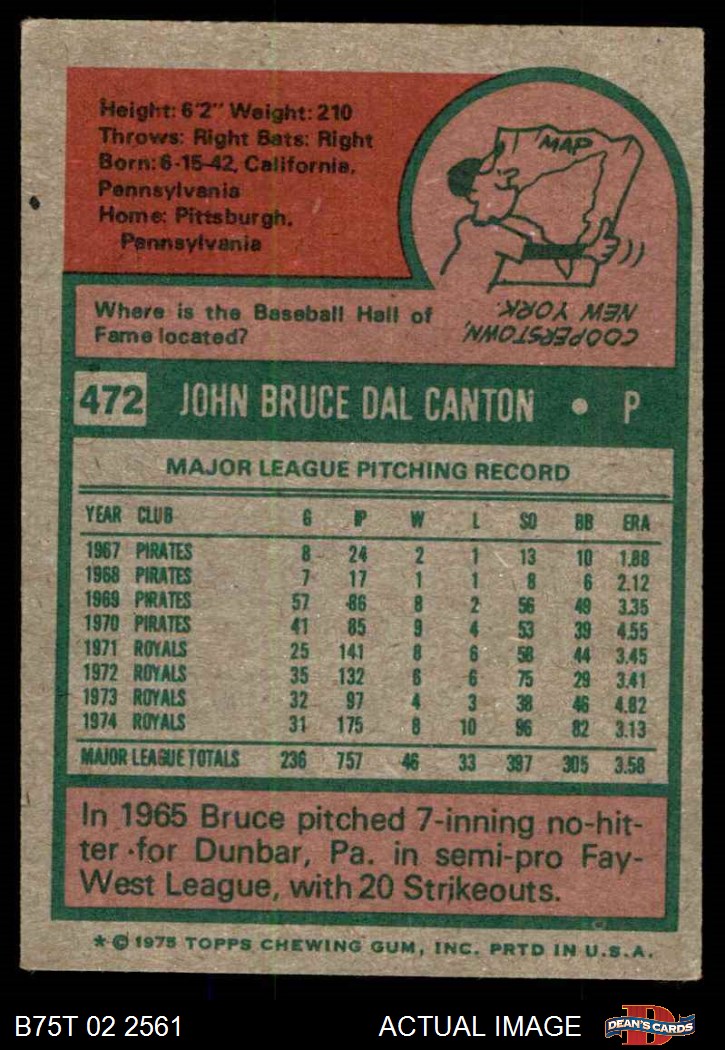 Height: 6'2" Weight: 210
Throws: Right Bats: Right
Born: 6-15-42, California,
Pennsylvania
Home: Pittsburgh,
Pennsylvania
MAP
Where is the Baseball Hall of
Fame located?
COOPERSTOWN,
NEW YORK.
472 JOHN BRUCE DAL CANTON • P
MAJOR LEAGUE PITCHING RECORD
YEAR CLUB G IP W L SO BB ERA
1967 PIRATES 8 24 2 1 13 10 1.88
1968 PIRATES 7 17 1 1 8 6 2.12
1969 PIRATES 57 86 8 2 56 49 3.35
1970 PIRATES 41 85 9 4 53 39 4.55
1971 ROYALS 25 141 8 6 58 44 3.45
1972 ROYALS 35 132 6 6 75 29 3.41
1973 ROYALS 32 97 4 3 38 46 4.82
1974 ROYALS 31 175 8 10 96 82 3.13
MAJOR LEAGUE TOTALS 236 757 46 33 397 305 3.58
In 1965 Bruce pitched 7-inning no-hit-
ter for Dunbar, Pa. in semi-pro Fay-
West League, with 20 Strikeouts.
* © 1975 TOPPS CHEWING GUM, INC. PRTD IN U.S.A.
B75T 02 2561 ACTUAL IMAGE
D
DEAN'S CARDS